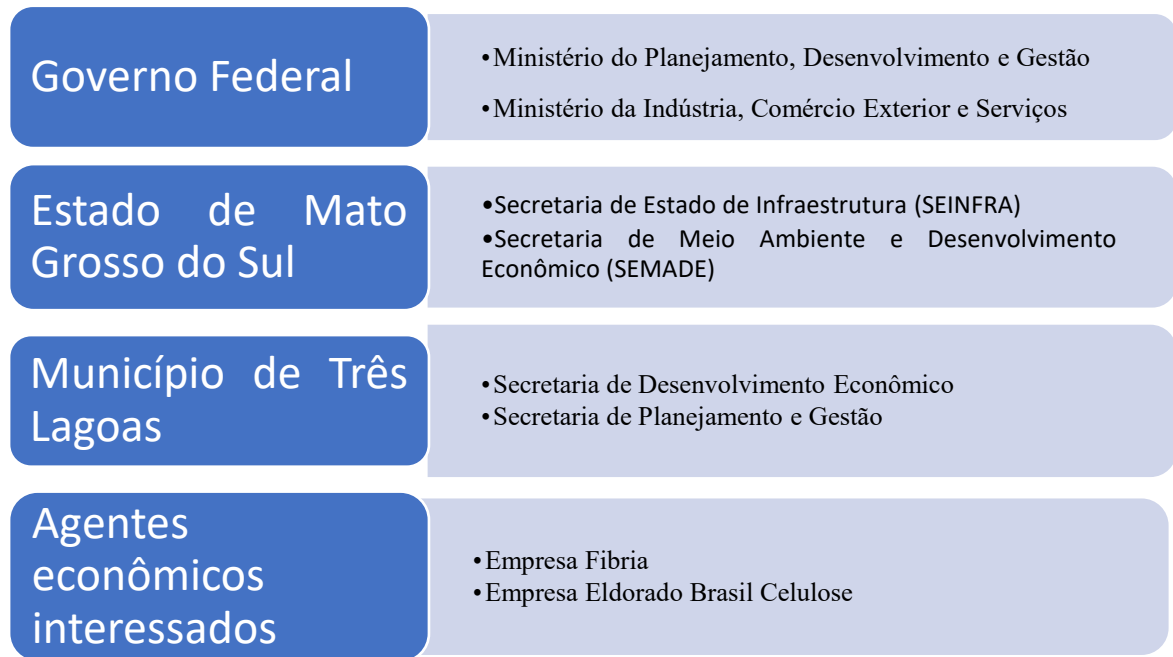 Governo Federal
•Ministério do Planejamento, Desenvolvimento e Gestão
•Ministério da Indústria, Comércio Exterior e Serviços
Estado de Mato
Grosso do Sul
•Secretaria de Estado de Infraestrutura (SEINFRA)
•Secretaria de Meio Ambiente e Desenvolvimento
Econômico (SEMADE)
Município de Três
Lagoas
•Secretaria de Desenvolvimento Econômico
•Secretaria de Planejamento e Gestão
Agentes
econômicos
interessados
•Empresa Fibria
•Empresa Eldorado Brasil Celulose